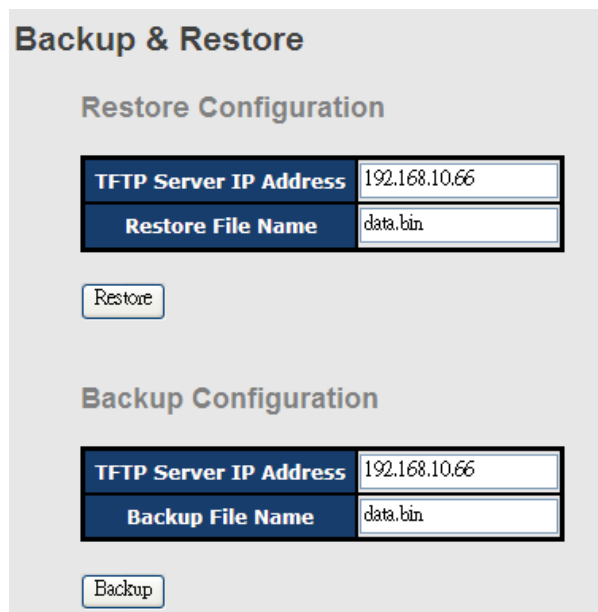 Backup & Restore
Restore Configuration
TFTP Server IP Address 192.168.10.66
Restore File Name data.bin
Restore
Backup Configuration
TFTP Server IP Address 192.168.10.66
Backup File Name data.bin
Backup